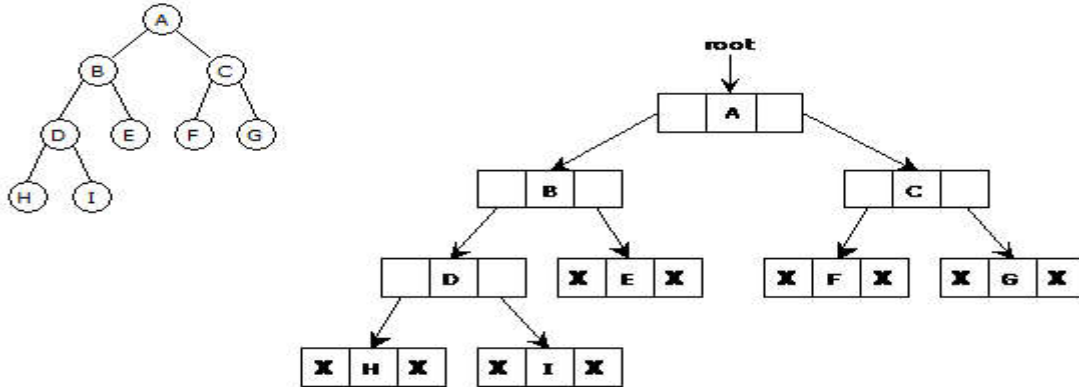 A
B C
D E F G
H I
root
A
B C
D X E X X F X X G X
X H X X I X